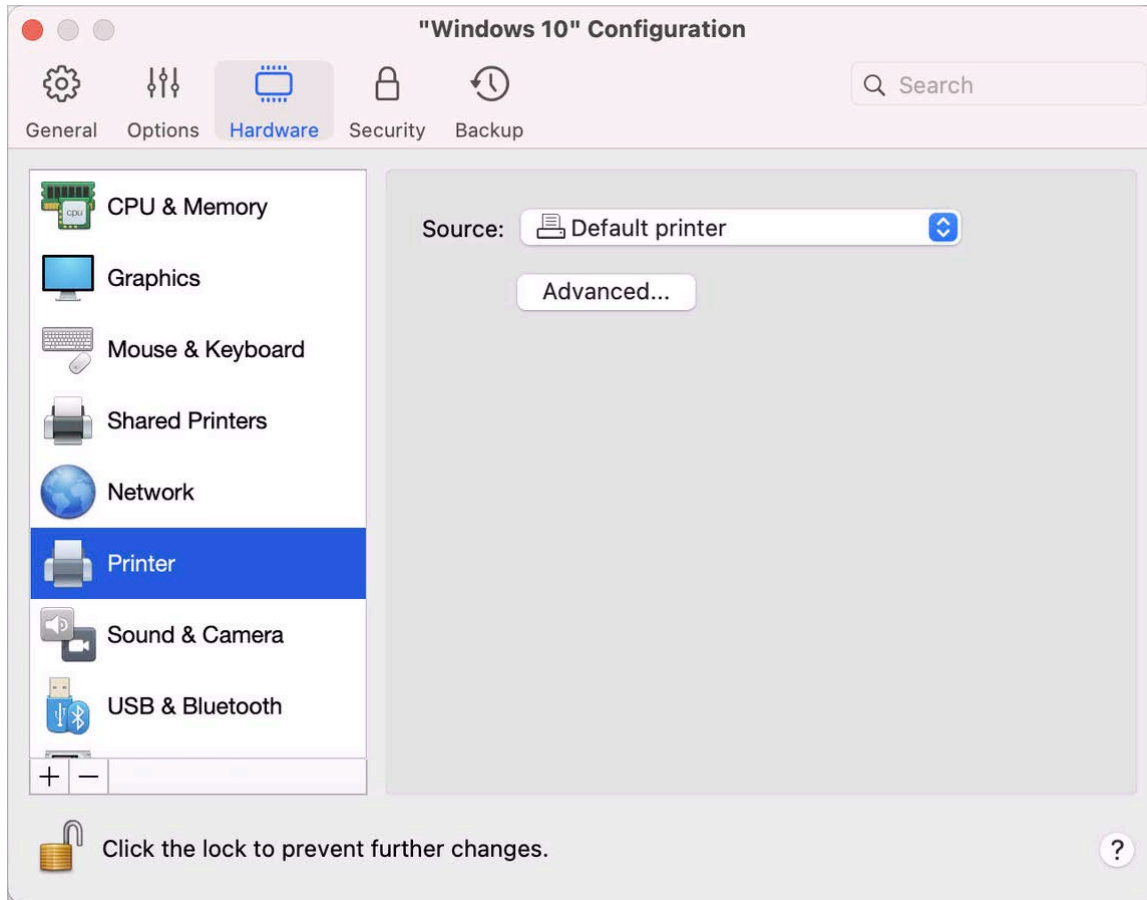 "Windows 10" Configuration
General Options Hardware Security Backup
Search
CPU & Memory
Graphics
Mouse & Keyboard
Shared Printers
Network
Printer
Sound & Camera
USB & Bluetooth
Source: Default printer
Advanced...
+ −
Click the lock to prevent further changes.
?